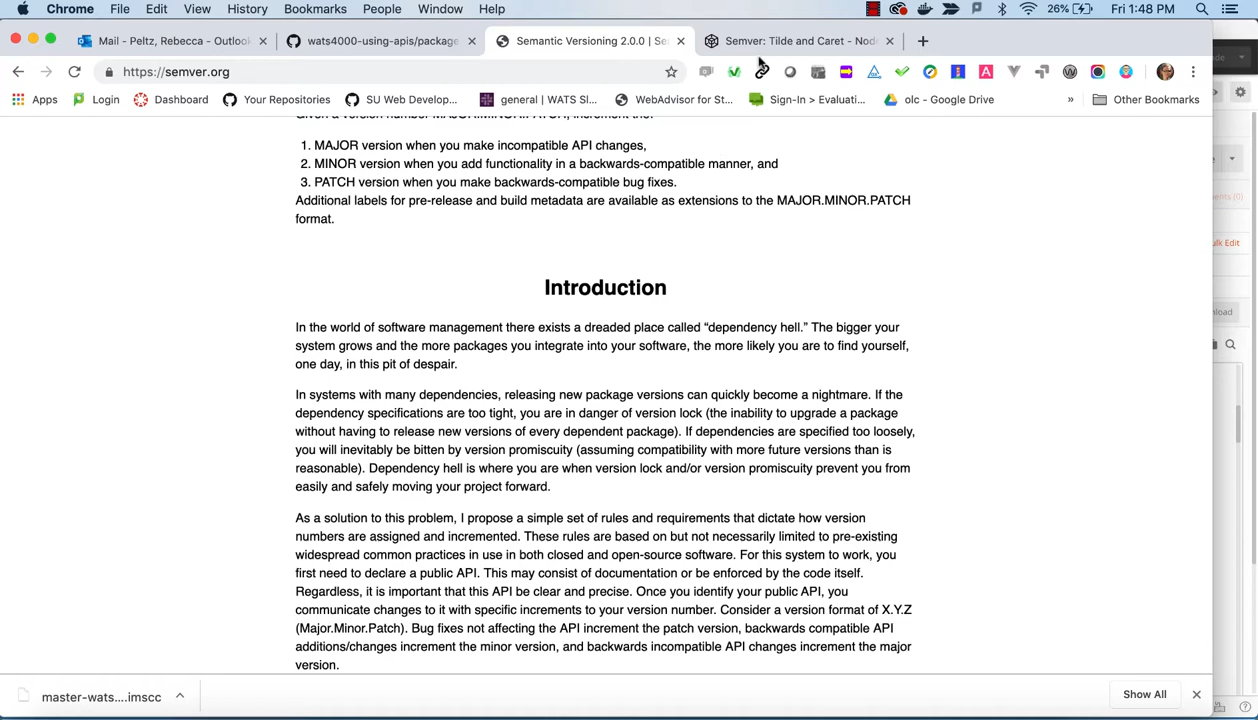 Chrome File Edit View History Bookmarks People Window Help 26% Fri 1:48 PM
Mail - Peltz, Rebecca - Outlook
wats4000-using-apis/package
Semantic Versioning 2.0.0 | Se
Semver: Tilde and Caret - Node
https://semver.org
Apps Login Dashboard Your Repositories SU Web Develop... general | WATS Sl... WebAdvisor for St... Sign-In > Evaluati... olc - Google Drive » Other Bookmarks
Given a version number MAJOR.MINOR.PATCH, increment the:
1. MAJOR version when you make incompatible API changes,
2. MINOR version when you add functionality in a backwards-compatible manner, and
3. PATCH version when you make backwards-compatible bug fixes.
Additional labels for pre-release and build metadata are available as extensions to the MAJOR.MINOR.PATCH
format.
Introduction
In the world of software management there exists a dreaded place called “dependency hell.” The bigger your
system grows and the more packages you integrate into your software, the more likely you are to find yourself,
one day, in this pit of despair.
In systems with many dependencies, releasing new package versions can quickly become a nightmare. If the
dependency specifications are too tight, you are in danger of version lock (the inability to upgrade a package
without having to release new versions of every dependent package). If dependencies are specified too loosely,
you will inevitably be bitten by version promiscuity (assuming compatibility with more future versions than is
reasonable). Dependency hell is where you are when version lock and/or version promiscuity prevent you from
easily and safely moving your project forward.
As a solution to this problem, I propose a simple set of rules and requirements that dictate how version
numbers are assigned and incremented. These rules are based on but not necessarily limited to pre-existing
widespread common practices in use in both closed and open-source software. For this system to work, you
first need to declare a public API. This may consist of documentation or be enforced by the code itself.
Regardless, it is important that this API be clear and precise. Once you identify your public API, you
communicate changes to it with specific increments to your version number. Consider a version format of X.Y.Z
(Major.Minor.Patch). Bug fixes not affecting the API increment the patch version, backwards compatible API
additions/changes increment the minor version, and backwards incompatible API changes increment the major
version.
master-wats....imscc
Show All
ulk Edit